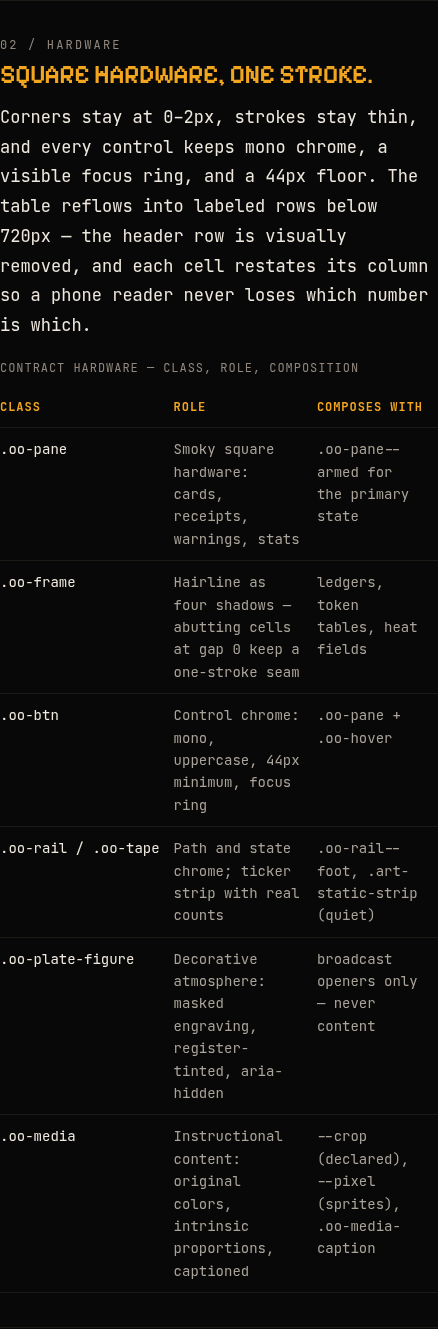 02 / HARDWARE
SQUARE HARDWARE, ONE STROKE.
Corners stay at 0–2px, strokes stay thin,
and every control keeps mono chrome, a
visible focus ring, and a 44px floor. The
table reflows into labeled rows below
720px — the header row is visually
removed, and each cell restates its column
so a phone reader never loses which number
is which.
CONTRACT HARDWARE — CLASS, ROLE, COMPOSITION
CLASS ROLE COMPOSES WITH
.oo-pane
Smoky square
hardware:
cards,
receipts,
warnings, stats
.oo-pane--
armed for
the primary
state
.oo-frame
Hairline as
four shadows —
abutting cells
at gap 0 keep a
one-stroke seam
ledgers,
token
tables, heat
fields
.oo-btn
Control chrome:
mono,
uppercase, 44px
minimum, focus
ring
.oo-pane +
.oo-hover
.oo-rail / .oo-tape
Path and state
chrome; ticker
strip with real
counts
.oo-rail--
foot, .art-
static-strip
(quiet)
.oo-plate-figure
Decorative
atmosphere:
masked
engraving,
register-
tinted, aria-
hidden
broadcast
openers only
— never
content
.oo-media
Instructional
content:
original
colors,
intrinsic
proportions,
captioned
--crop
(declared),
--pixel
(sprites),
.oo-media-
caption